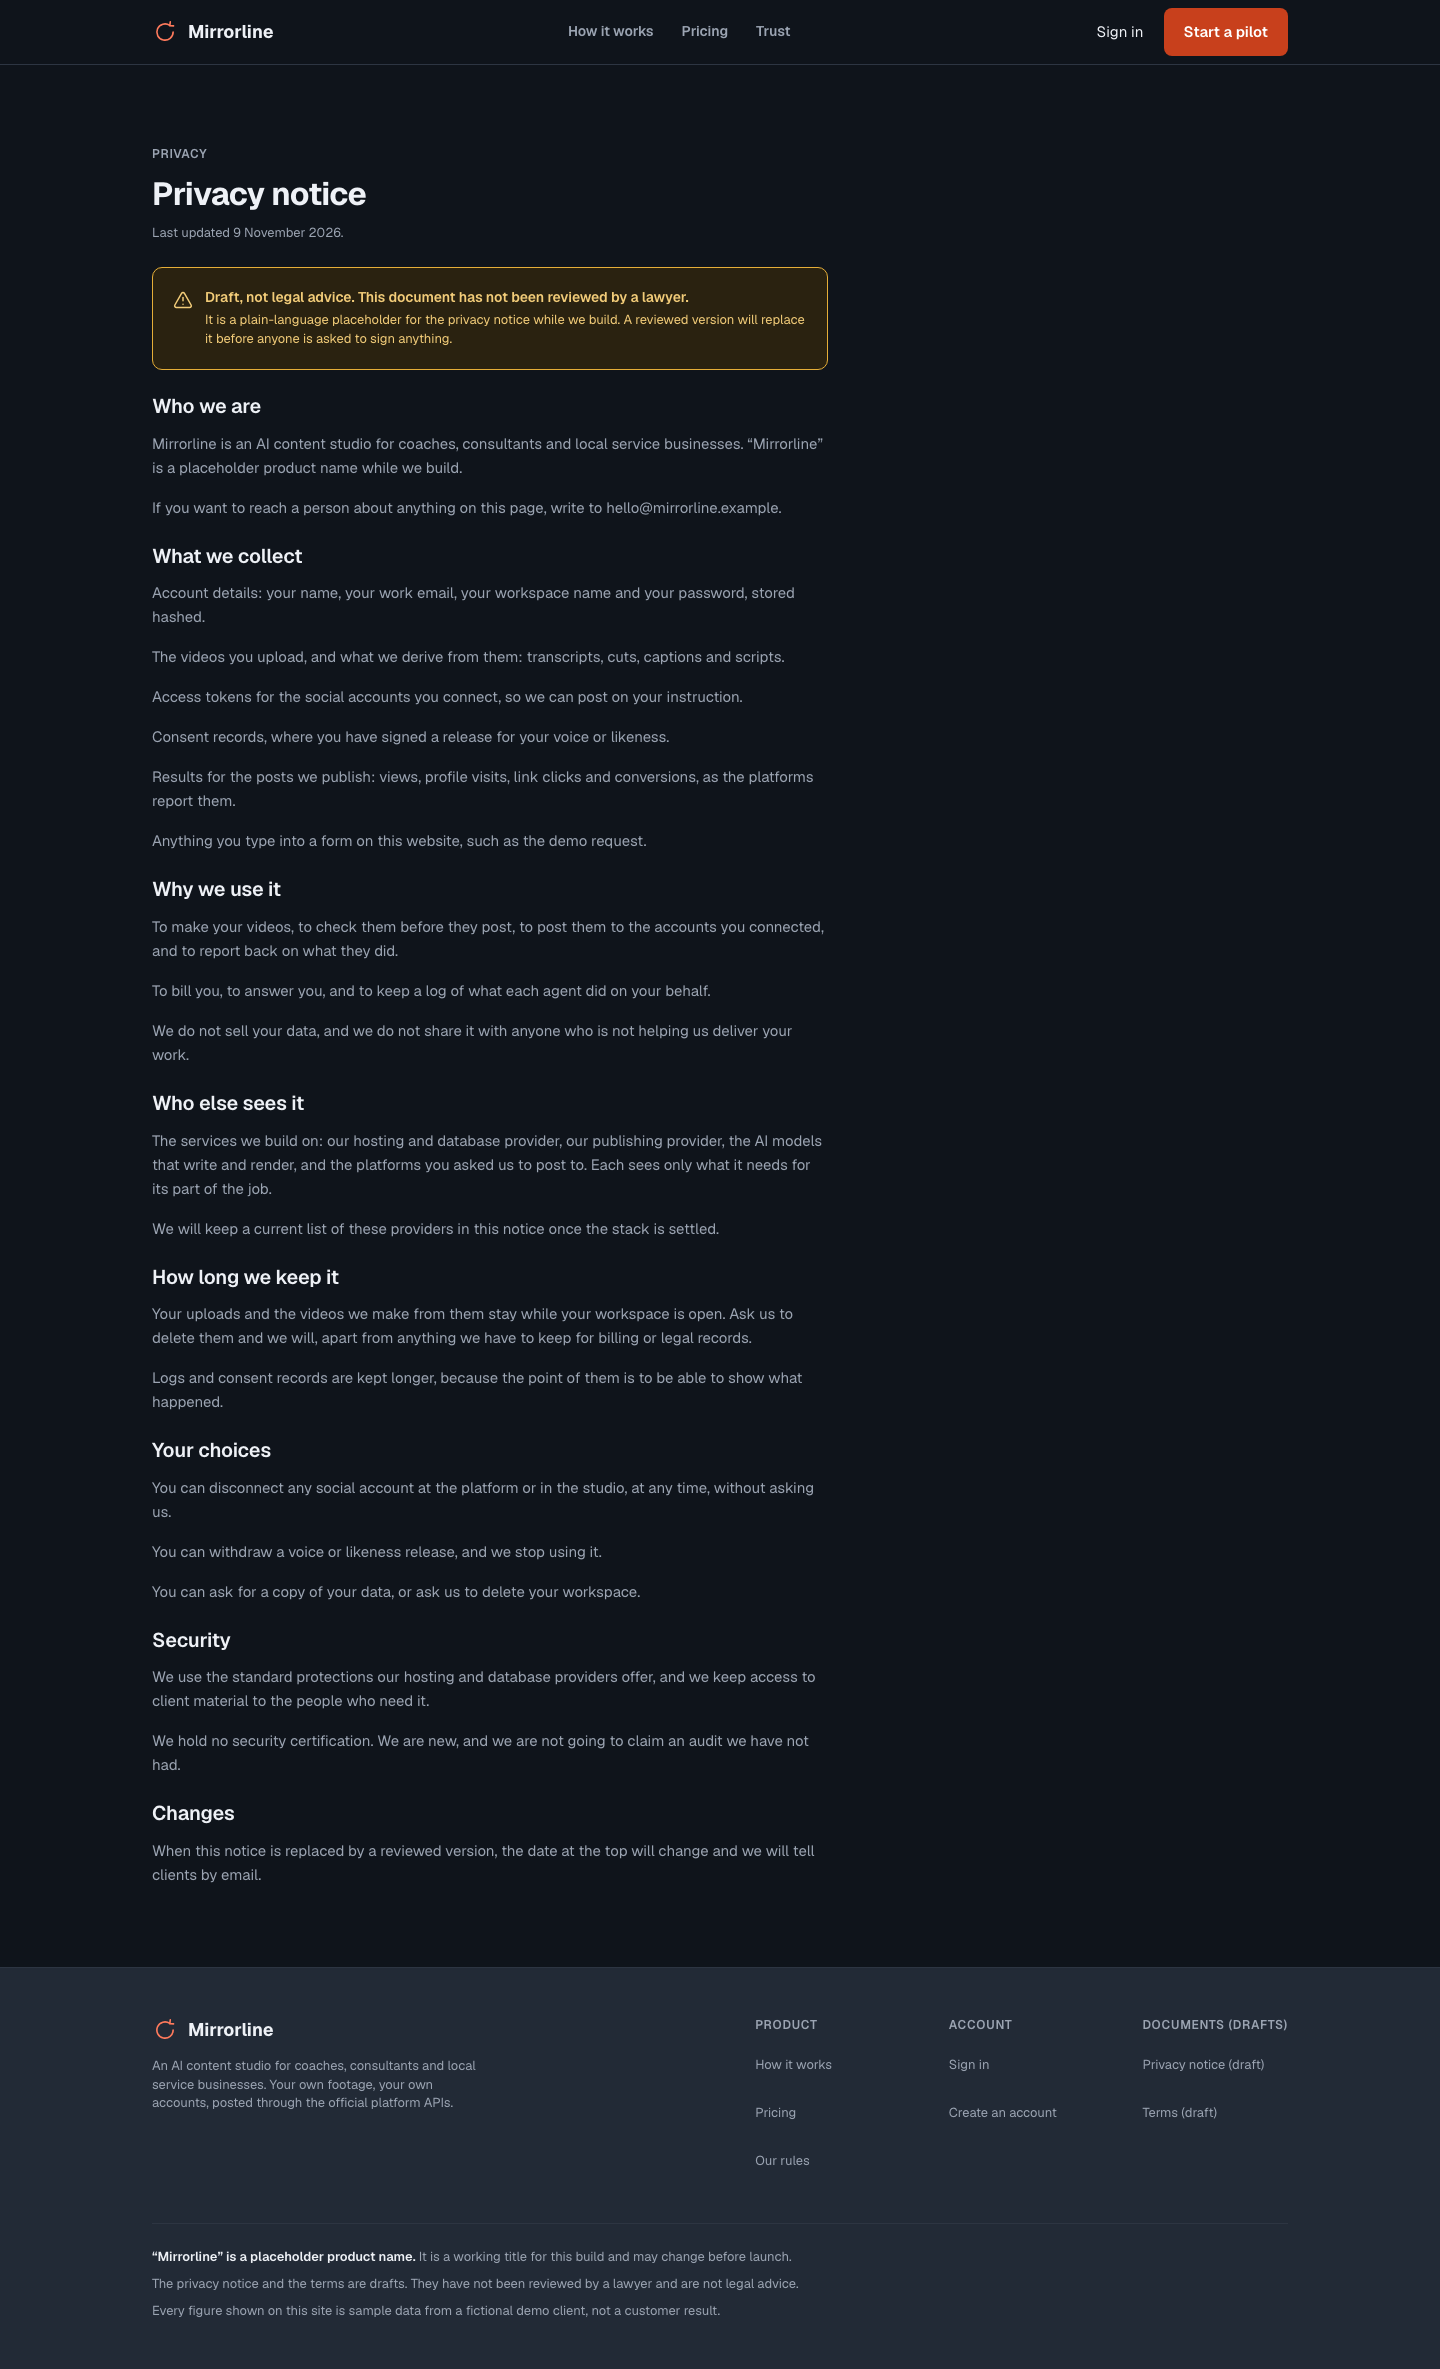 Mirrorline
How it works
Pricing
Trust
Sign in
Start a pilot
PRIVACY
Privacy notice
Last updated 9 November 2026.
Draft, not legal advice. This document has not been reviewed by a lawyer.
It is a plain-language placeholder for the privacy notice while we build. A reviewed version will replace
it before anyone is asked to sign anything.
Who we are
Mirrorline is an AI content studio for coaches, consultants and local service businesses. “Mirrorline”
is a placeholder product name while we build.
If you want to reach a person about anything on this page, write to hello@mirrorline.example.
What we collect
Account details: your name, your work email, your workspace name and your password, stored
hashed.
The videos you upload, and what we derive from them: transcripts, cuts, captions and scripts.
Access tokens for the social accounts you connect, so we can post on your instruction.
Consent records, where you have signed a release for your voice or likeness.
Results for the posts we publish: views, profile visits, link clicks and conversions, as the platforms
report them.
Anything you type into a form on this website, such as the demo request.
Why we use it
To make your videos, to check them before they post, to post them to the accounts you connected,
and to report back on what they did.
To bill you, to answer you, and to keep a log of what each agent did on your behalf.
We do not sell your data, and we do not share it with anyone who is not helping us deliver your
work.
Who else sees it
The services we build on: our hosting and database provider, our publishing provider, the AI models
that write and render, and the platforms you asked us to post to. Each sees only what it needs for
its part of the job.
We will keep a current list of these providers in this notice once the stack is settled.
How long we keep it
Your uploads and the videos we make from them stay while your workspace is open. Ask us to
delete them and we will, apart from anything we have to keep for billing or legal records.
Logs and consent records are kept longer, because the point of them is to be able to show what
happened.
Your choices
You can disconnect any social account at the platform or in the studio, at any time, without asking
us.
You can withdraw a voice or likeness release, and we stop using it.
You can ask for a copy of your data, or ask us to delete your workspace.
Security
We use the standard protections our hosting and database providers offer, and we keep access to
client material to the people who need it.
We hold no security certification. We are new, and we are not going to claim an audit we have not
had.
Changes
When this notice is replaced by a reviewed version, the date at the top will change and we will tell
clients by email.
Mirrorline
An AI content studio for coaches, consultants and local
service businesses. Your own footage, your own
accounts, posted through the official platform APIs.
PRODUCT
How it works
Pricing
Our rules
ACCOUNT
Sign in
Create an account
DOCUMENTS (DRAFTS)
Privacy notice (draft)
Terms (draft)
“Mirrorline” is a placeholder product name. It is a working title for this build and may change before launch.
The privacy notice and the terms are drafts. They have not been reviewed by a lawyer and are not legal advice.
Every figure shown on this site is sample data from a fictional demo client, not a customer result.